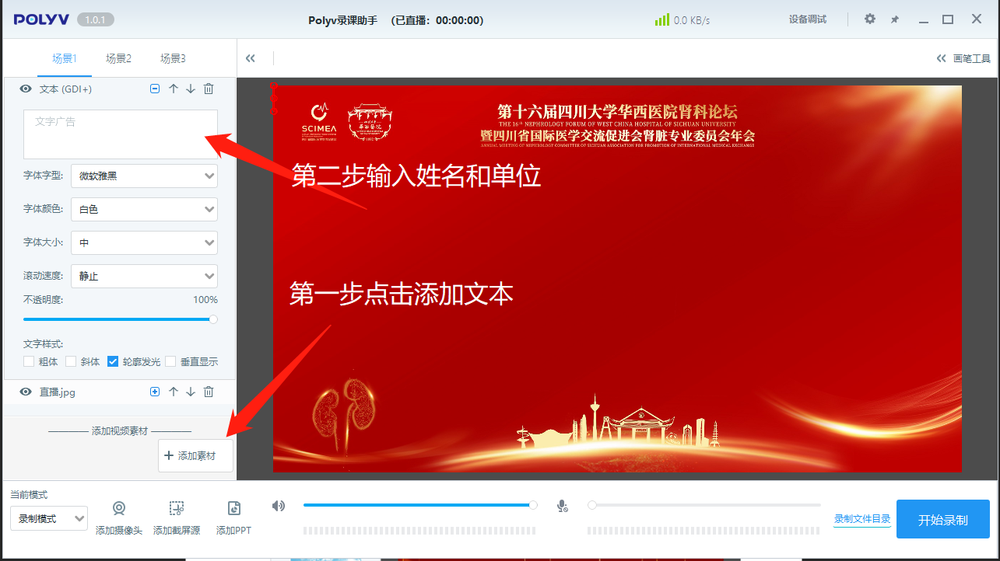 POLYV 1.0.1
Polyv录课助手 (已直播：00:00:00)
0.0 KB/s
设备调试
场景1 场景2 场景3
画笔工具
文本 (GDI+)
文字广告
字体字型: 微软雅黑
字体颜色: 白色
字体大小: 中
滚动速度: 静止
不透明度: 100%
文字样式:
粗体 斜体 轮廓发光 垂直显示
直播.jpg
添加视频素材
添加素材
SCIMEA
第十六届四川大学华西医院肾科论坛
THE 16th NEPHROLOGY FORUM OF WEST CHINA HOSPITAL OF SICHUAN UNIVERSITY
暨四川省国际医学交流促进会肾脏专业委员会年会
ANNUAL MEETING OF NEPHROLOGY COMMITTEE OF SICHUAN ASSOCIATION FOR PROMOTION OF INTERNATIONAL MEDICAL EXCHANGE
第二步输入姓名和单位
第一步点击添加文本
当前模式
录制模式
添加摄像头 添加截屏源 添加PPT
录制文件目录
开始录制